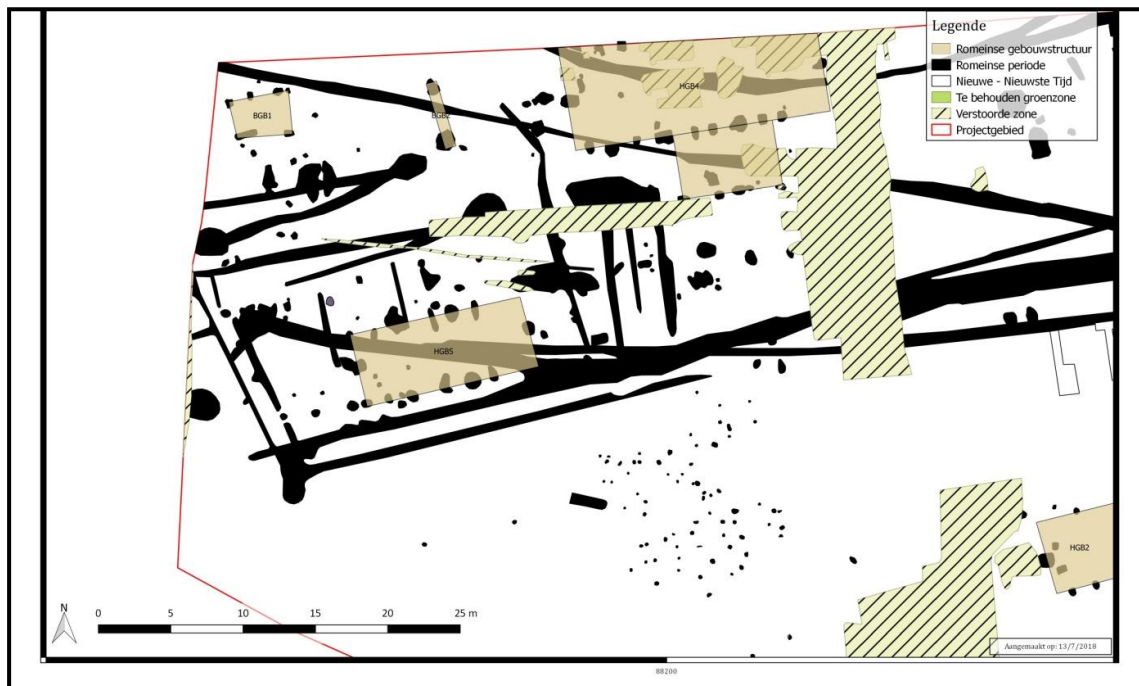 Legende
Romeinse gebouwstructuur
Romeinse periode
Nieuwe - Nieuwste Tijd
Te behouden groenzone
Verstoorde zone
Projectgebied
HGB4
BGB1
BGB2
HGB5
HGB2
N
0 5 10 15 20 25 m
Aangemaakt op: 13/7/2018
88200